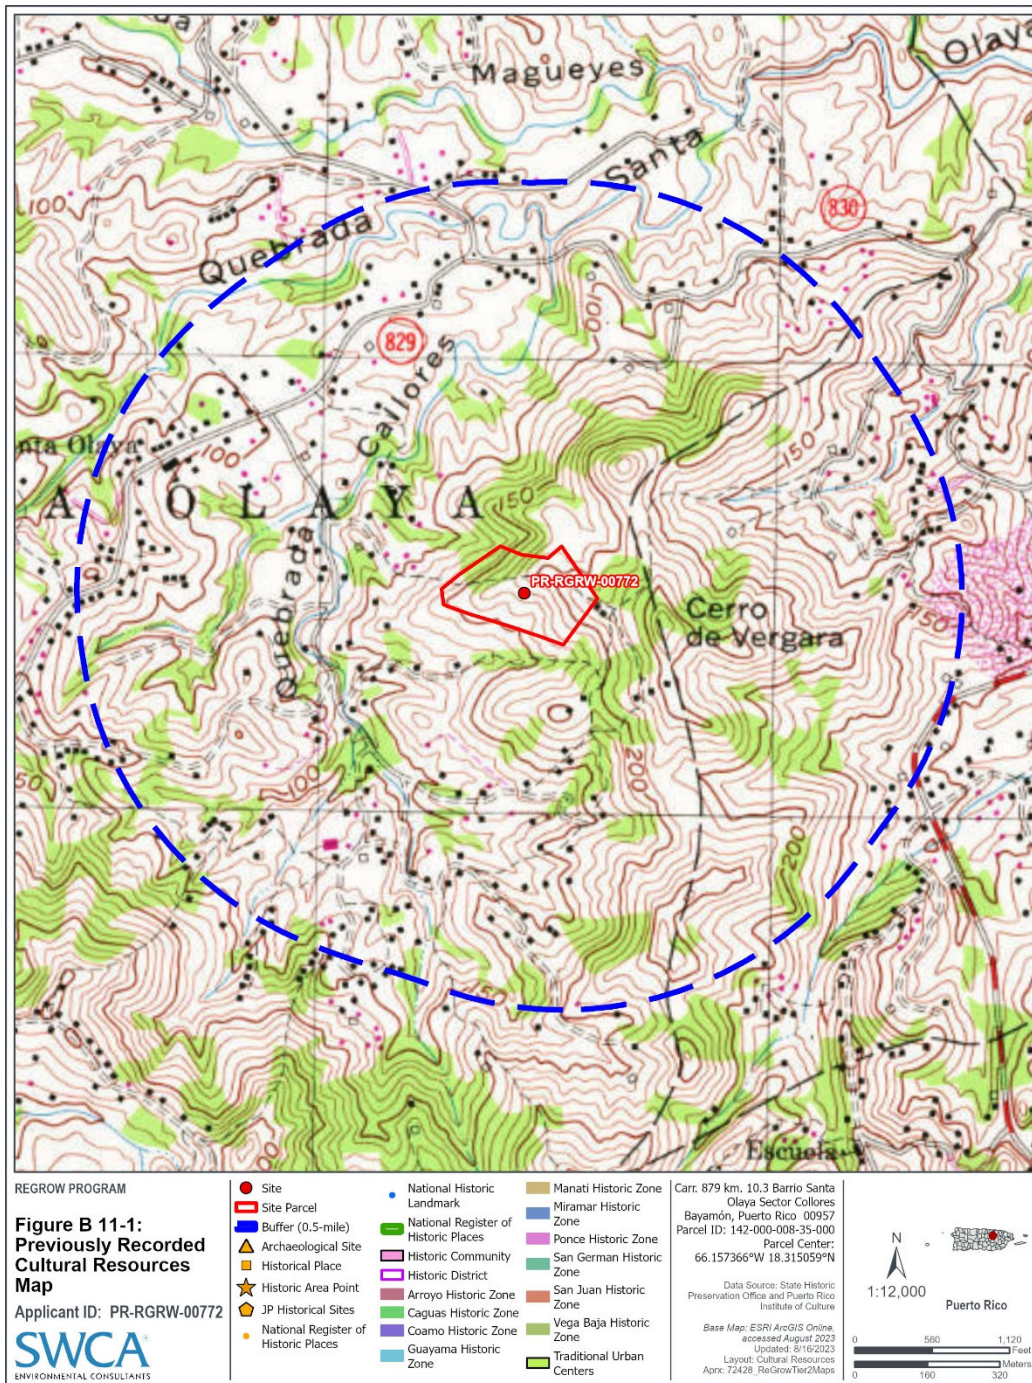 Magueyes
Olaya
Santa
Quebrada
830
100
829
100
Cailores
Quebrada
150
nta Olaya
100
A OLAYA
150
PR-RGRW-00772
Cerro
de Vergara
150
200
50
100
200
150
200
Escuela
REGROW PROGRAM
Figure B 11-1:
Previously Recorded
Cultural Resources
Map
Applicant ID: PR-RGRW-00772
SWCA
ENVIRONMENTAL CONSULTANTS
Site
Site Parcel
Buffer (0.5-mile)
Archaeological Site
Historical Place
Historic Area Point
JP Historical Sites
National Register of
Historic Places
National Historic
Landmark
National Register of
Historic Places
Historic Community
Historic District
Arroyo Historic Zone
Caguas Historic Zone
Coamo Historic Zone
Guayama Historic
Zone
Manati Historic Zone
Miramar Historic
Zone
Ponce Historic Zone
San German Historic
Zone
San Juan Historic
Zone
Vega Baja Historic
Zone
Traditional Urban
Centers
Carr. 879 km. 10.3 Barrio Santa
Olaya Sector Collores
Bayamón, Puerto Rico 00957
Parcel ID: 142-000-008-35-000
Parcel Center:
66.157366°W 18.315059°N
Data Source: State Historic
Preservation Office and Puerto Rico
Institute of Culture
Base Map: ESRI ArcGIS Online,
accessed August 2023
Updated: 8/16/2023
Layout: Cultural Resources
Aprx: 72428_ReGrowTier2Maps
N
1:12,000
Puerto Rico
0 560 1,120
Feet
Meters
0 160 320